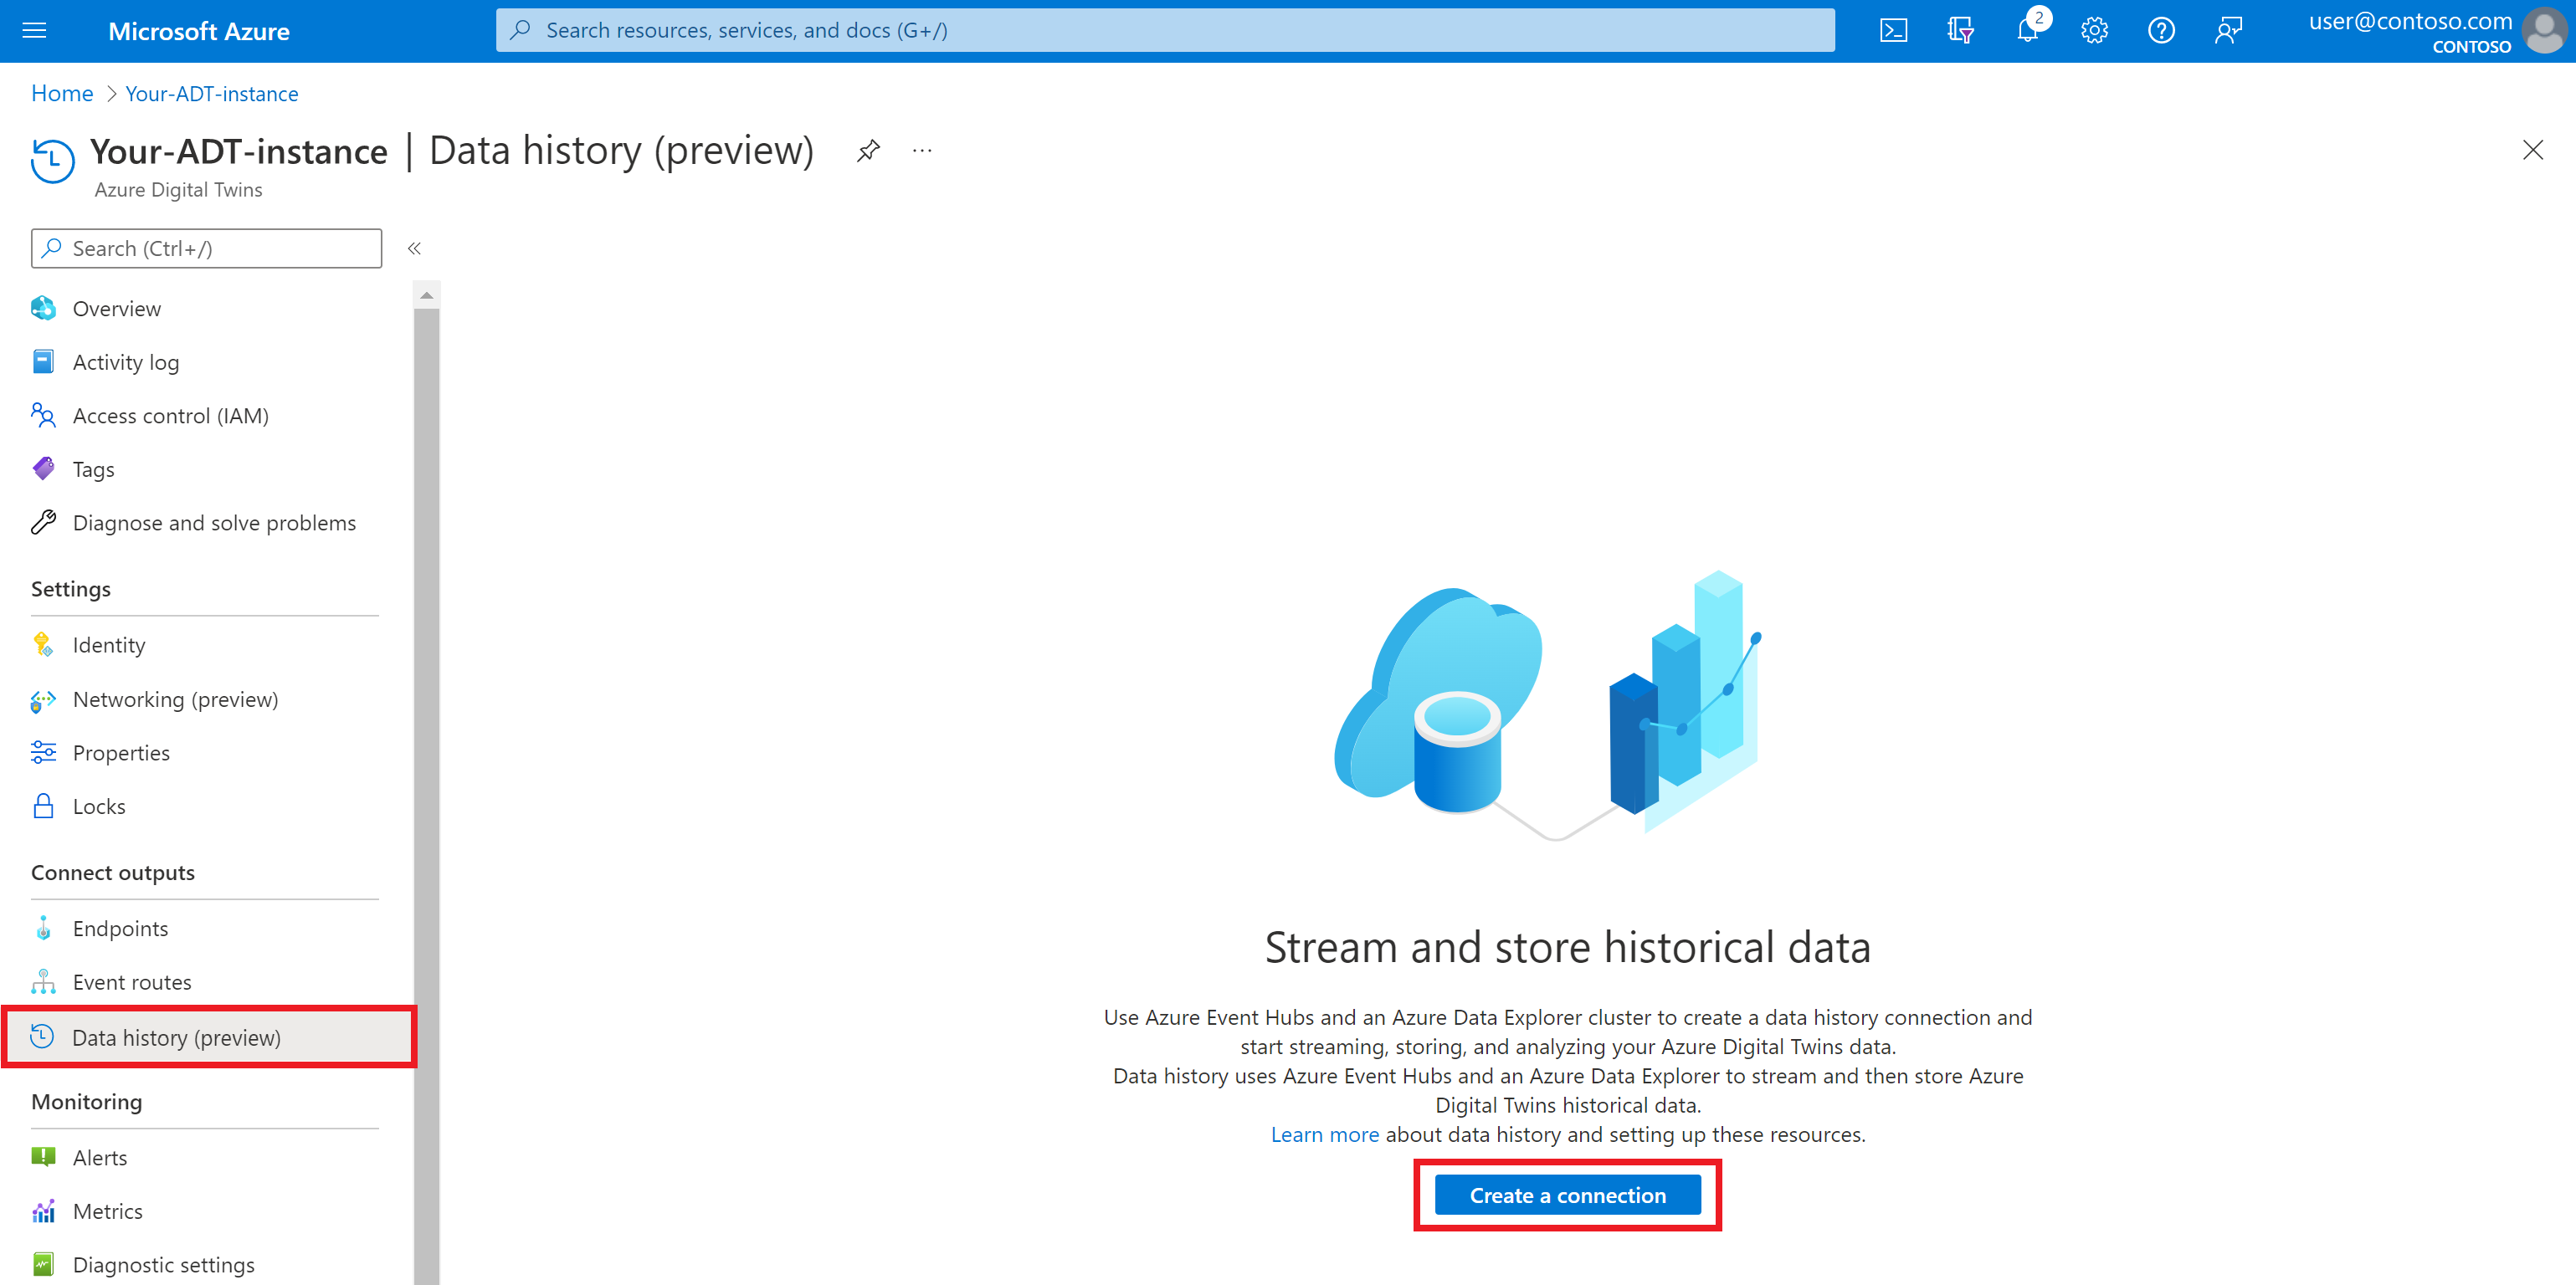 Microsoft Azure
Search resources, services, and docs (G+/)
2
user@contoso.com
CONTOSO
Home > Your-ADT-instance
Your-ADT-instance | Data history (preview) ...
Azure Digital Twins
Search (Ctrl+/)
Overview
Activity log
Access control (IAM)
Tags
Diagnose and solve problems
Settings
Identity
Networking (preview)
Properties
Locks
Connect outputs
Endpoints
Event routes
Data history (preview)
Monitoring
Alerts
Metrics
Diagnostic settings
Stream and store historical data
Use Azure Event Hubs and an Azure Data Explorer cluster to create a data history connection and
start streaming, storing, and analyzing your Azure Digital Twins data.
Data history uses Azure Event Hubs and an Azure Data Explorer to stream and then store Azure
Digital Twins historical data.
Learn more about data history and setting up these resources.
Create a connection